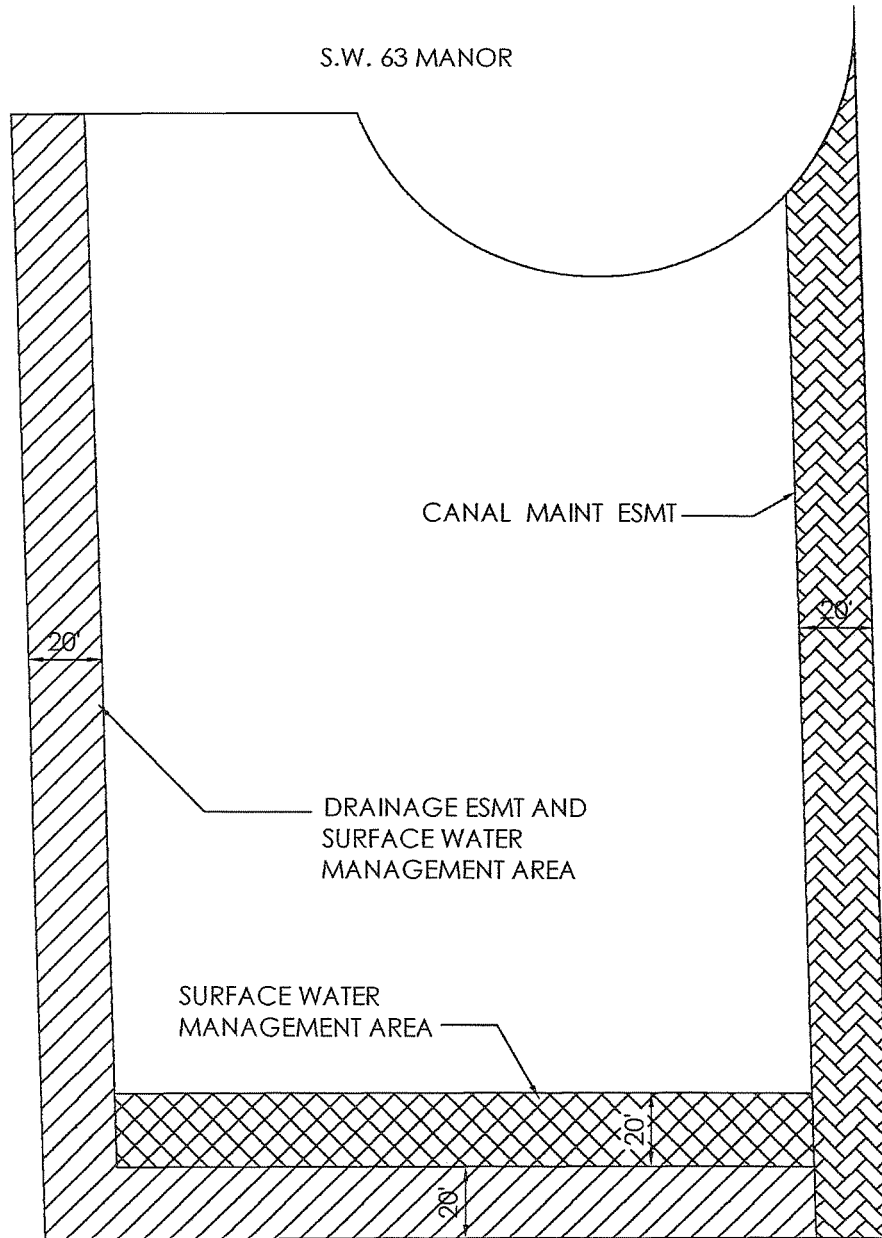 S.W. 63 MANOR
CANAL MAINT ESMT
20'
20'
DRAINAGE ESMT AND
SURFACE WATER
MANAGEMENT AREA
SURFACE WATER
MANAGEMENT AREA
20'
20'